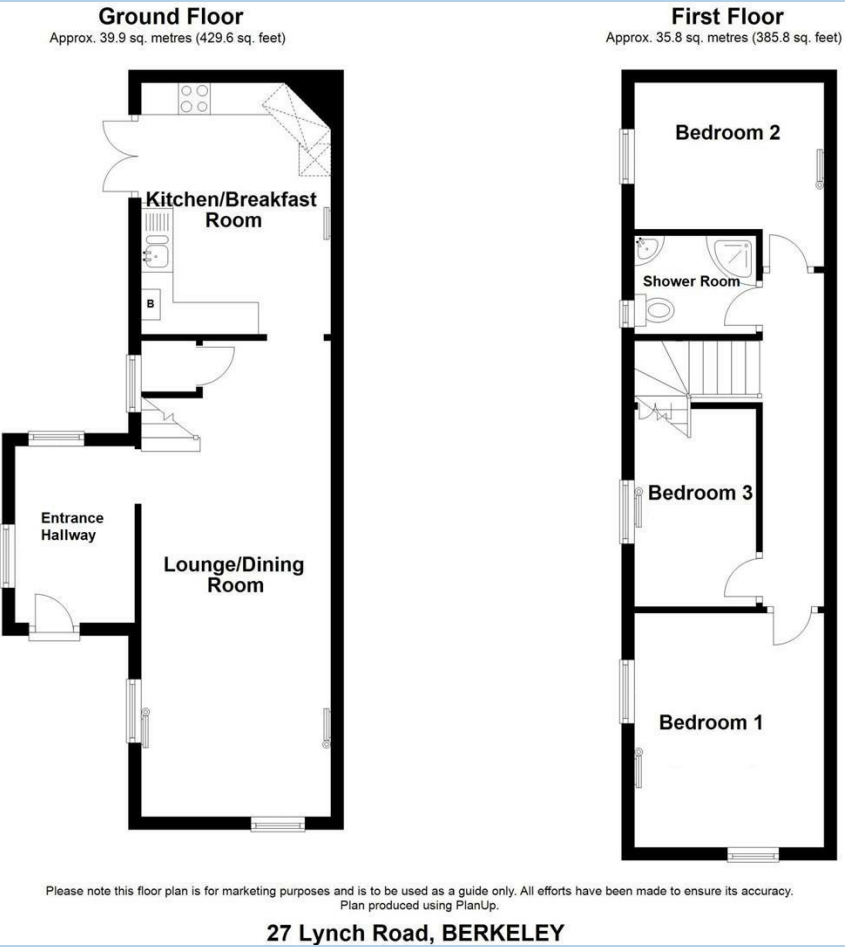 Ground Floor
Approx. 39.9 sq. metres (429.6 sq. feet)
First Floor
Approx. 35.8 sq. metres (385.8 sq. feet)
Kitchen/Breakfast
Room
B
Entrance
Hallway
Lounge/Dining
Room
Bedroom 2
Shower Room
Bedroom 3
Bedroom 1
Please note this floor plan is for marketing purposes and is to be used as a guide only. All efforts have been made to ensure its accuracy.
Plan produced using PlanUp.
27 Lynch Road, BERKELEY